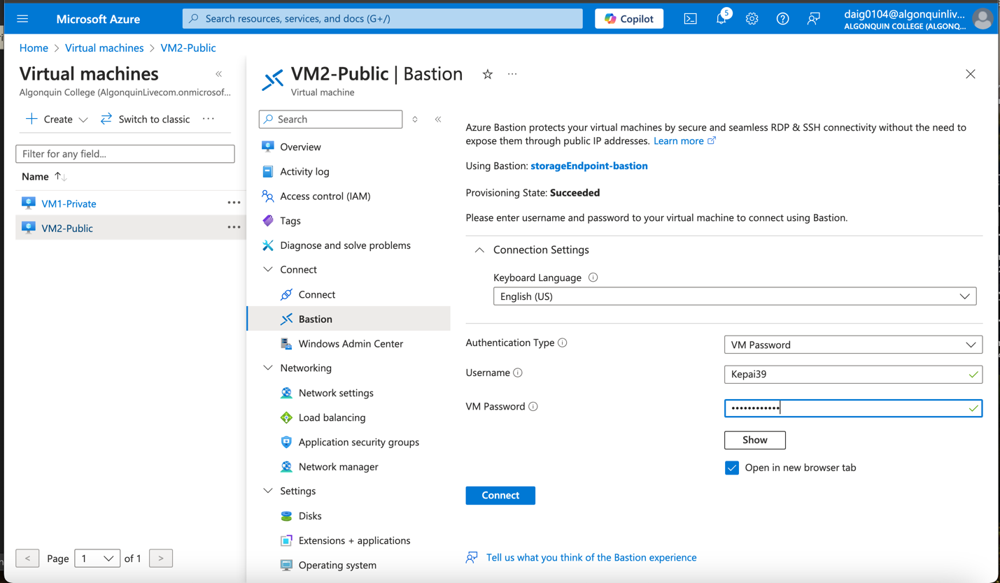 Microsoft Azure
Search resources, services, and docs (G+/)
Copilot
5
daig0104@algonquinliv...
ALGONQUIN COLLEGE (ALGONQ...
Home > Virtual machines > VM2-Public
Virtual machines
Algonquin College (AlgonquinLivecom.onmicrosof...
Create
Switch to classic
Filter for any field...
Name
VM1-Private
VM2-Public
< Page 1 of 1 >
VM2-Public | Bastion
Virtual machine
Search
Overview
Activity log
Access control (IAM)
Tags
Diagnose and solve problems
Connect
Connect
Bastion
Windows Admin Center
Networking
Network settings
Load balancing
Application security groups
Network manager
Settings
Disks
Extensions + applications
Operating system
Azure Bastion protects your virtual machines by secure and seamless RDP & SSH connectivity without the need to
expose them through public IP addresses. Learn more
Using Bastion: storageEndpoint-bastion
Provisioning State: Succeeded
Please enter username and password to your virtual machine to connect using Bastion.
Connection Settings
Keyboard Language
English (US)
Authentication Type
VM Password
Username
Kepai39
VM Password
••••••••••••
Show
Open in new browser tab
Connect
Tell us what you think of the Bastion experience